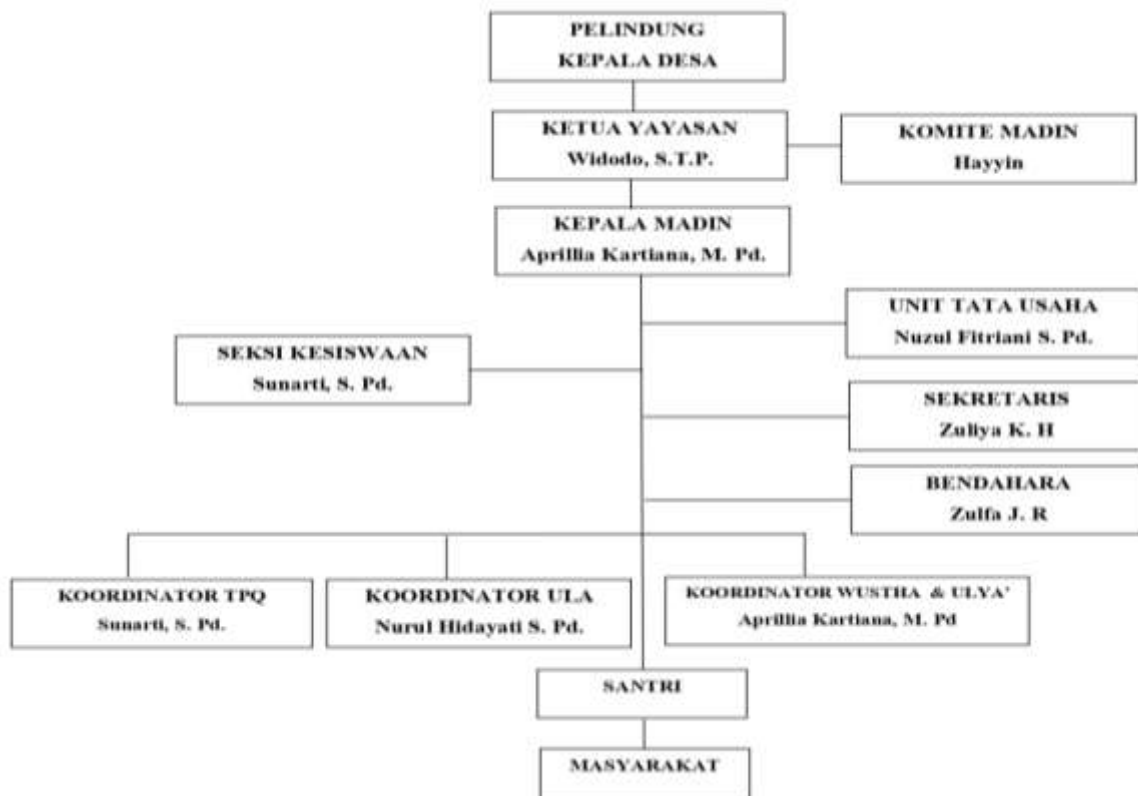 PELINDUNG
KEPALA DESA
KETUA YAYASAN
Widodo, S.T.P.
KOMITE MADIN
Hayyin
KEPALA MADIN
Aprillia Kartiana, M. Pd.
UNIT TATA USAHA
Nuzul Fitriani S. Pd.
SEKSI KESISWAAN
Sunarti, S. Pd.
SEKRETARIS
Zuliya K. H
BENDAHARA
Zulfa J. R
KOORDINATOR TPQ
Sunarti, S. Pd.
KOORDINATOR ULA
Nurul Hidayati S. Pd.
KOORDINATOR WUSTHA & ULYA'
Aprillia Kartiana, M. Pd
SANTRI
MASYARAKAT